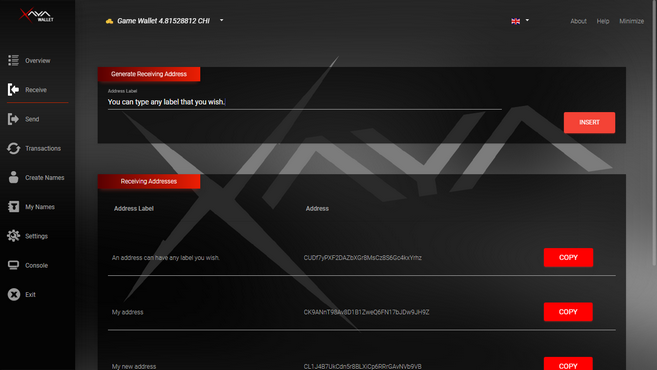 XAYA
WALLET
Game Wallet 4.81528812 CHI
About
Help
Minimize
Overview
Receive
Send
Transactions
Create Names
My Names
Settings
Console
Exit
Generate Receiving Address
Address Label
You can type any label that you wish.
INSERT
Receiving Addresses
Address Label
Address
An address can have any label you wish.
CUDf7yPXF2DAZbXGr8MsCzBS6Gc4kxYrhz
COPY
My address
CK9ANnT9BAv8D1B1ZweQ6FN17bJDw9JH9Z
COPY
My new address
CL1J4B7UkCdn5r8BLXiCp6RRrGAvNVb9VB
COPY